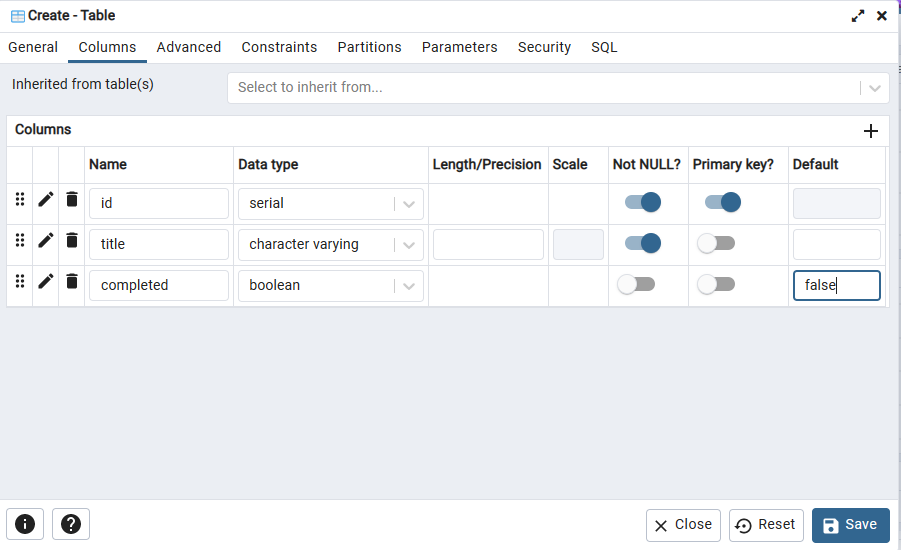 Create - Table
General Columns Advanced Constraints Partitions Parameters Security SQL
Inherited from table(s) Select to inherit from...
Columns
Name Data type Length/Precision Scale Not NULL? Primary key? Default
id serial
title character varying
completed boolean false
Close Reset Save